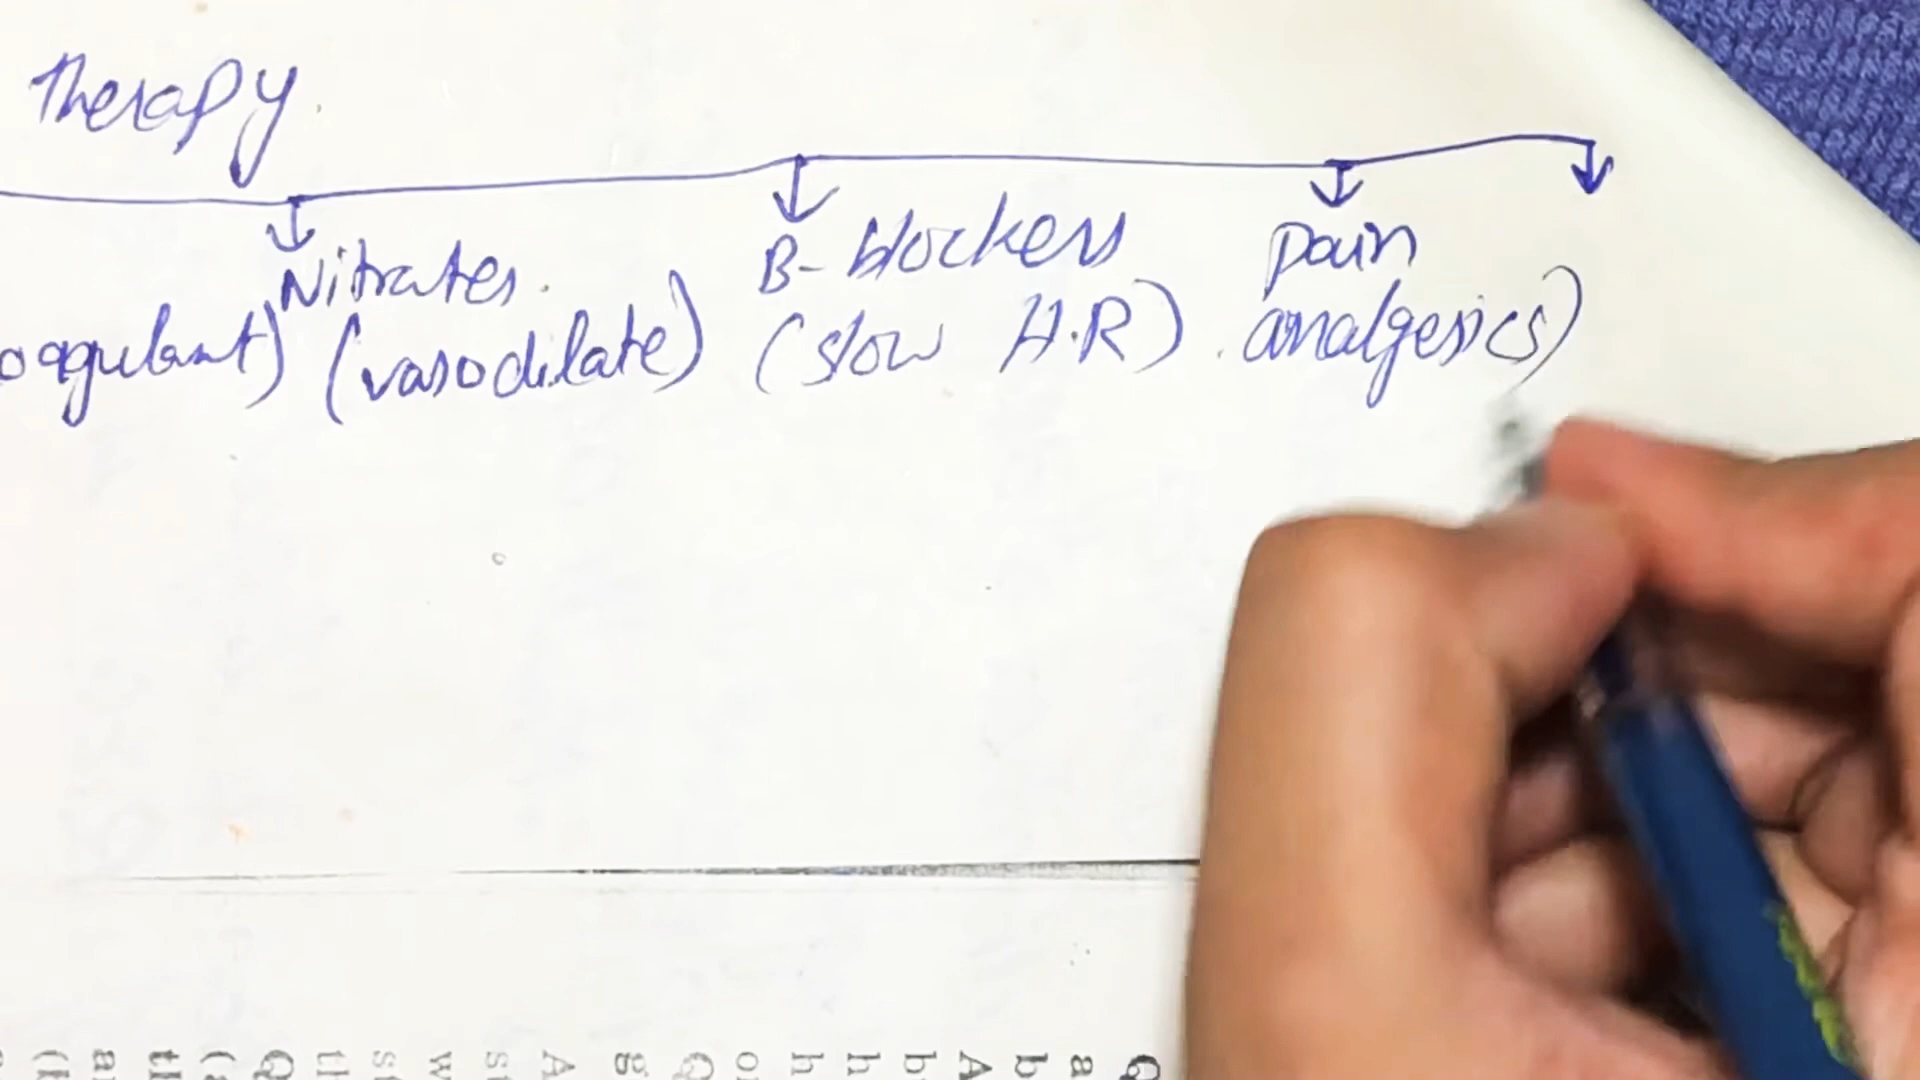 Therapy.
Nitrates. B-blockers Pain
oagulant) (vasodilate) (slow H.R) analgesics)